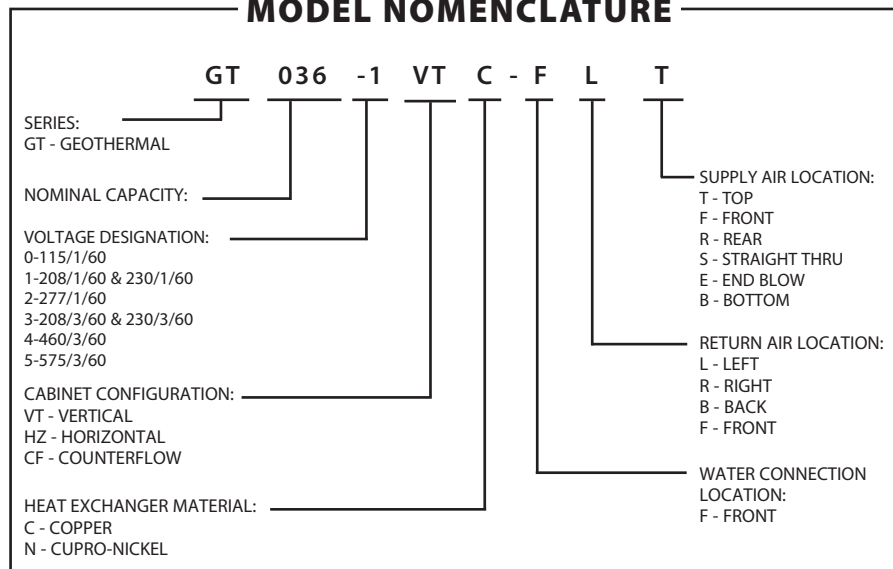 MODEL NOMENCLATURE
GT 036 -1 VT C - F L T
SERIES:
GT - GEOTHERMAL
NOMINAL CAPACITY:
VOLTAGE DESIGNATION:
0-115/1/60
1-208/1/60 & 230/1/60
2-277/1/60
3-208/3/60 & 230/3/60
4-460/3/60
5-575/3/60
CABINET CONFIGURATION:
VT - VERTICAL
HZ - HORIZONTAL
CF - COUNTERFLOW
HEAT EXCHANGER MATERIAL:
C - COPPER
N - CUPRO-NICKEL
SUPPLY AIR LOCATION:
T - TOP
F - FRONT
R - REAR
S - STRAIGHT THRU
E - END BLOW
B - BOTTOM
RETURN AIR LOCATION:
L - LEFT
R - RIGHT
B - BACK
F - FRONT
WATER CONNECTION
LOCATION:
F - FRONT